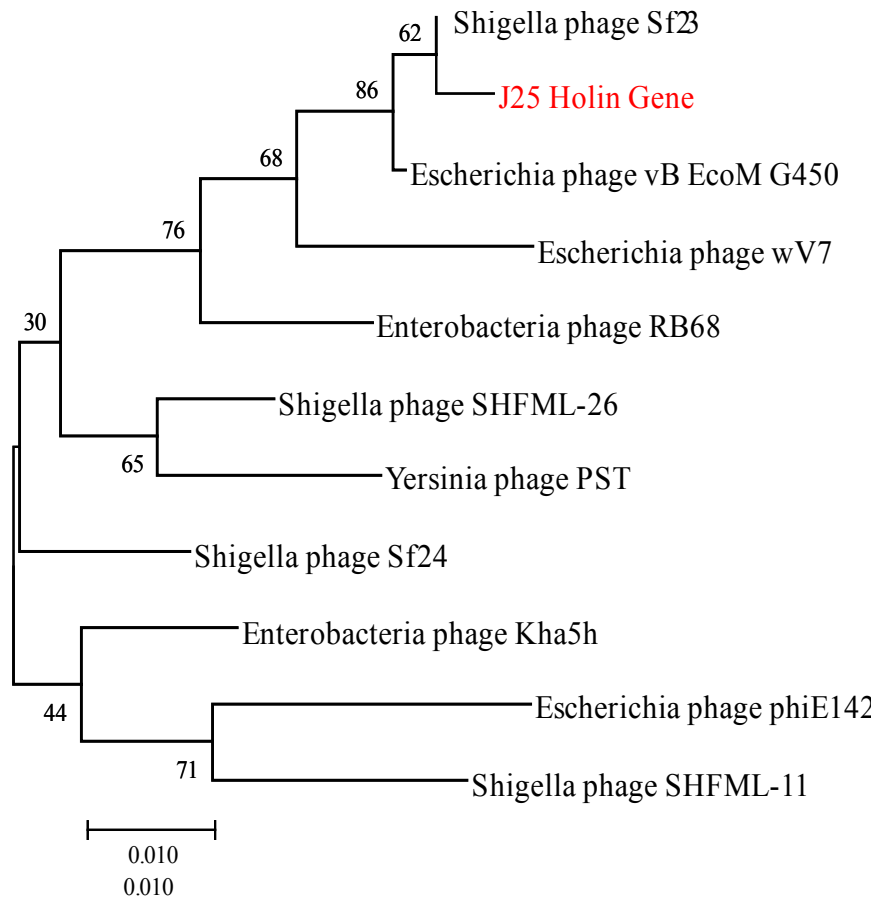 Shigella phage Sf23
62
J25 Holin Gene
86
Escherichia phage vB EcoM G450
68
Escherichia phage wV7
76
Enterobacteria phage RB68
30
Shigella phage SHFML-26
65
Yersinia phage PST
Shigella phage Sf24
Enterobacteria phage Kha5h
44
Escherichia phage phiE142
71
Shigella phage SHFML-11
0.010
0.010